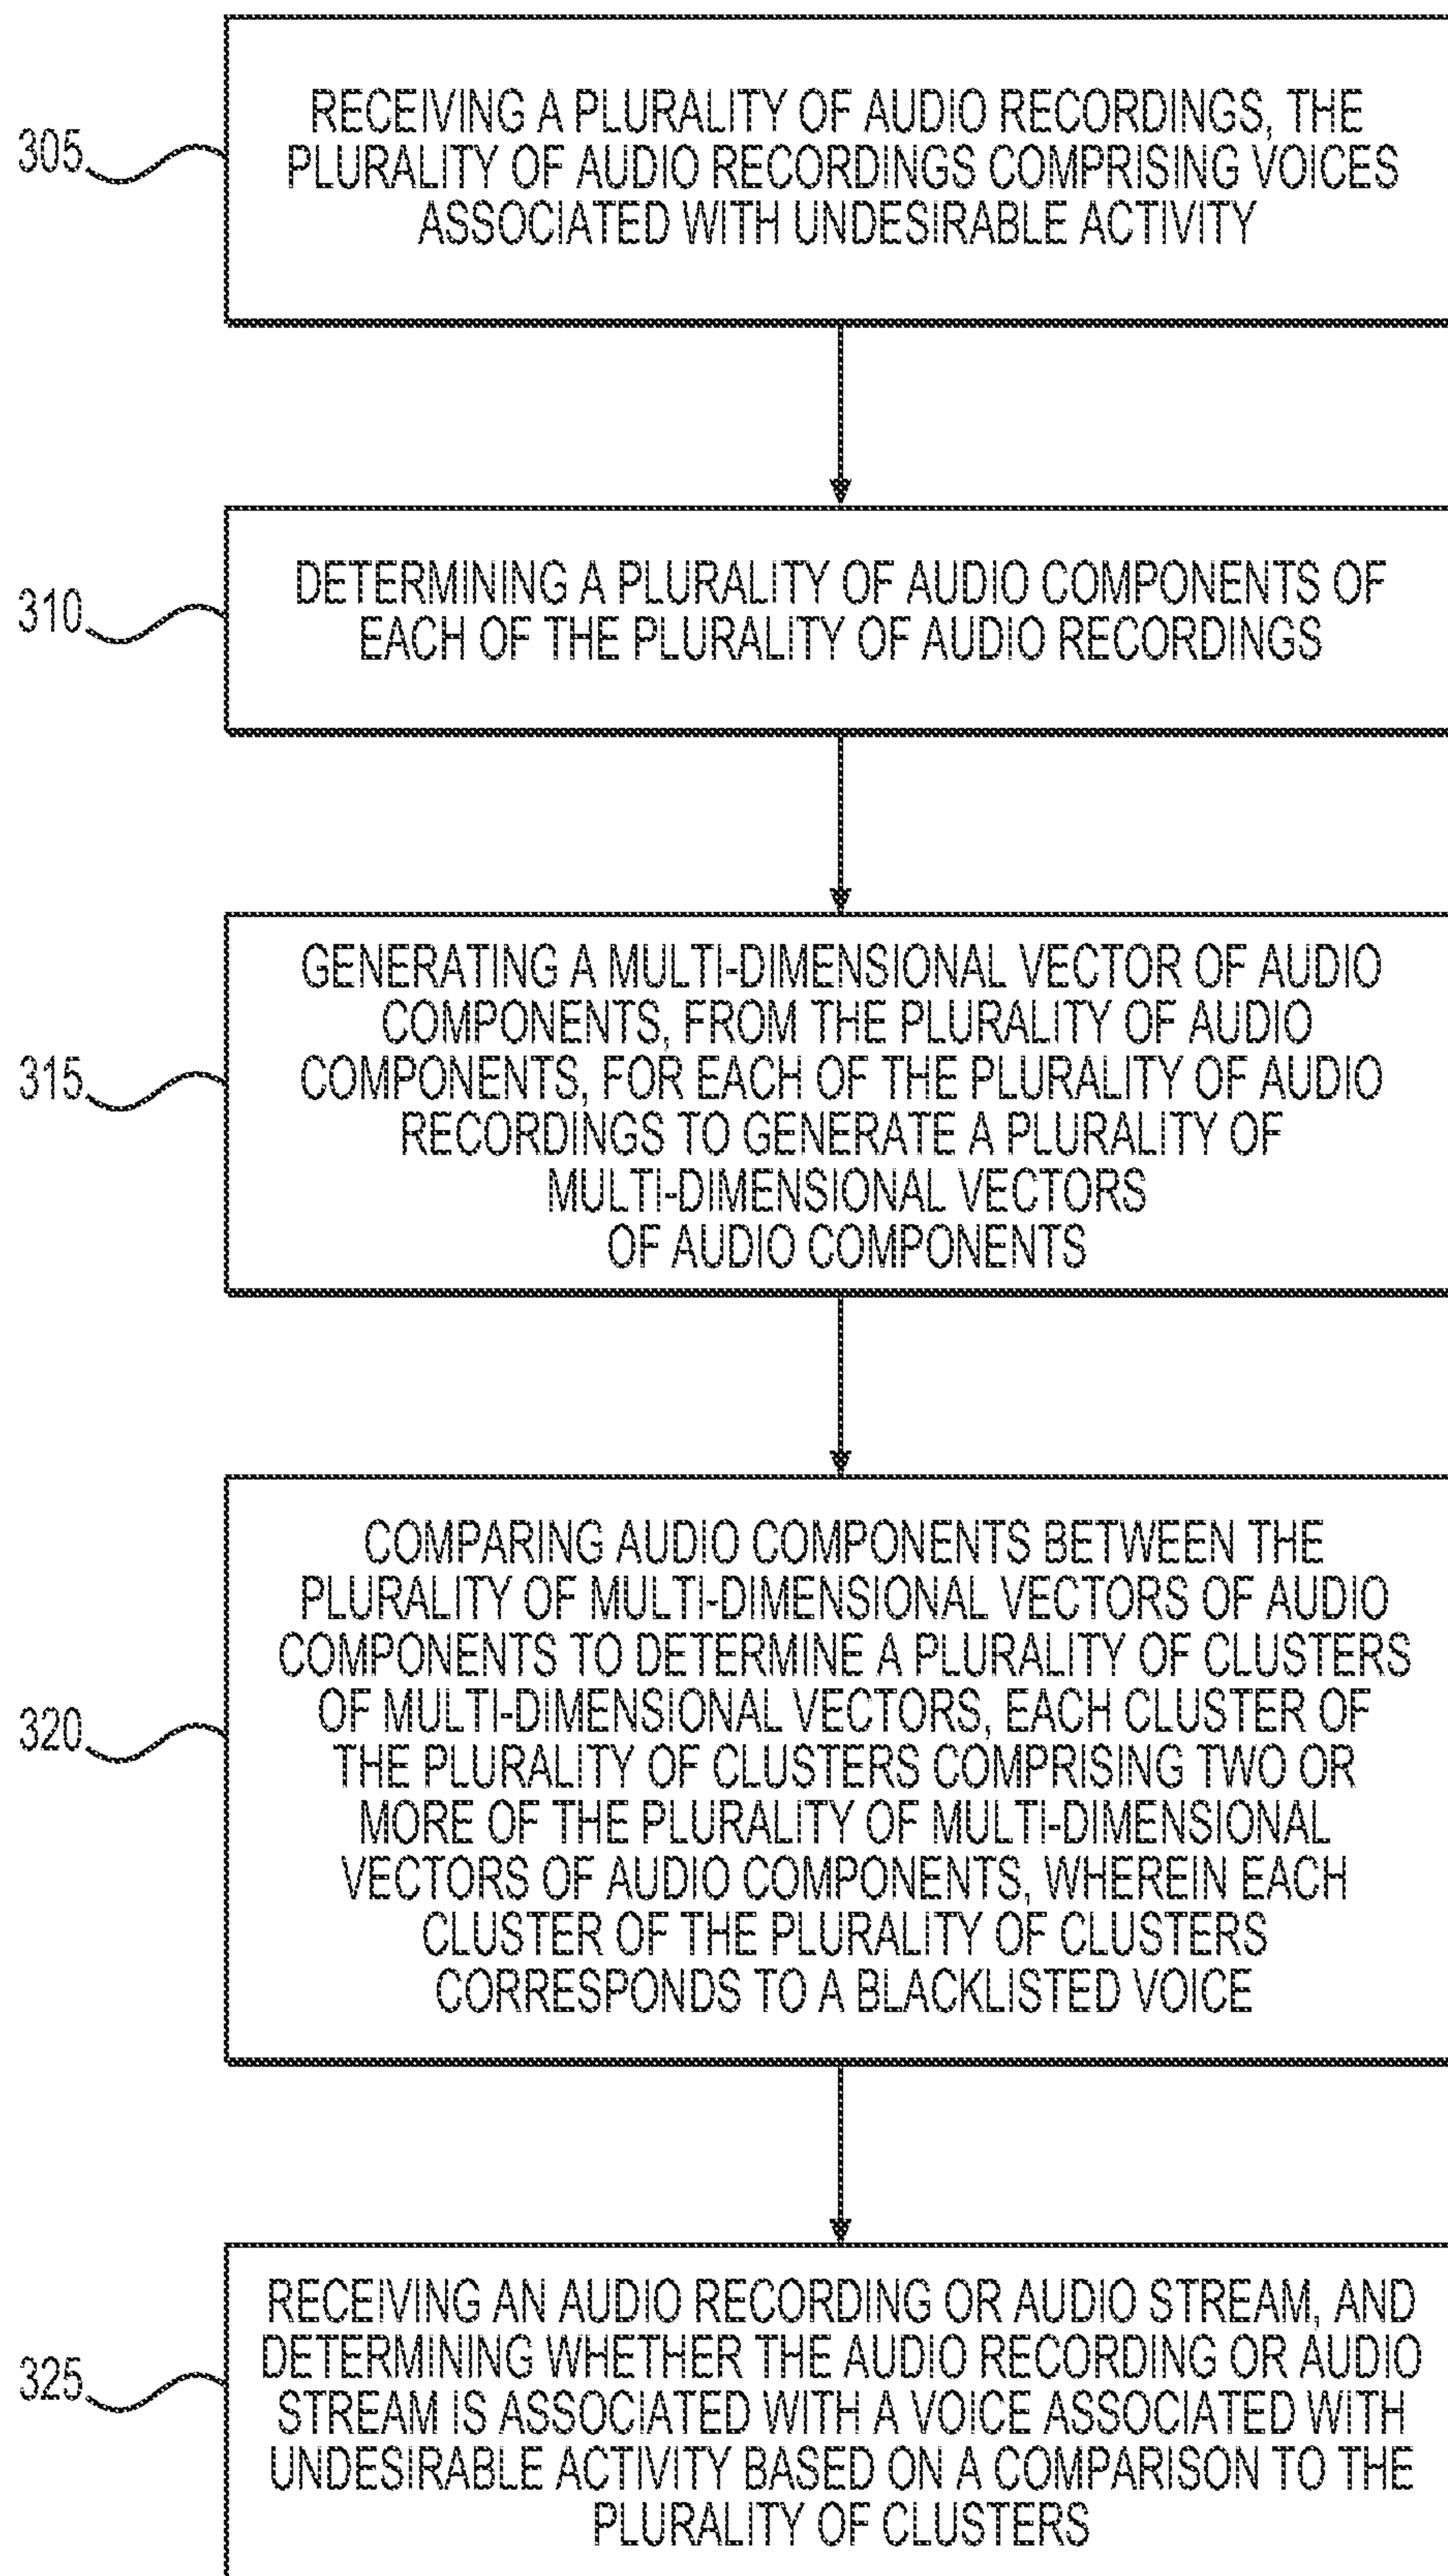 305
RECEIVING A PLURALITY OF AUDIO RECORDINGS, THE
PLURALITY OF AUDIO RECORDINGS COMPRISING VOICES
ASSOCIATED WITH UNDESIRABLE ACTIVITY
310
DETERMINING A PLURALITY OF AUDIO COMPONENTS OF
EACH OF THE PLURALITY OF AUDIO RECORDINGS
315
GENERATING A MULTI-DIMENSIONAL VECTOR OF AUDIO
COMPONENTS, FROM THE PLURALITY OF AUDIO
COMPONENTS, FOR EACH OF THE PLURALITY OF AUDIO
RECORDINGS TO GENERATE A PLURALITY OF
MULTI-DIMENSIONAL VECTORS
OF AUDIO COMPONENTS
320
COMPARING AUDIO COMPONENTS BETWEEN THE
PLURALITY OF MULTI-DIMENSIONAL VECTORS OF AUDIO
COMPONENTS TO DETERMINE A PLURALITY OF CLUSTERS
OF MULTI-DIMENSIONAL VECTORS, EACH CLUSTER OF
THE PLURALITY OF CLUSTERS COMPRISING TWO OR
MORE OF THE PLURALITY OF MULTI-DIMENSIONAL
VECTORS OF AUDIO COMPONENTS, WHEREIN EACH
CLUSTER OF THE PLURALITY OF CLUSTERS
CORRESPONDS TO A BLACKLISTED VOICE
325
RECEIVING AN AUDIO RECORDING OR AUDIO STREAM, AND
DETERMINING WHETHER THE AUDIO RECORDING OR AUDIO
STREAM IS ASSOCIATED WITH A VOICE ASSOCIATED WITH
UNDESIRABLE ACTIVITY BASED ON A COMPARISON TO THE
PLURALITY OF CLUSTERS